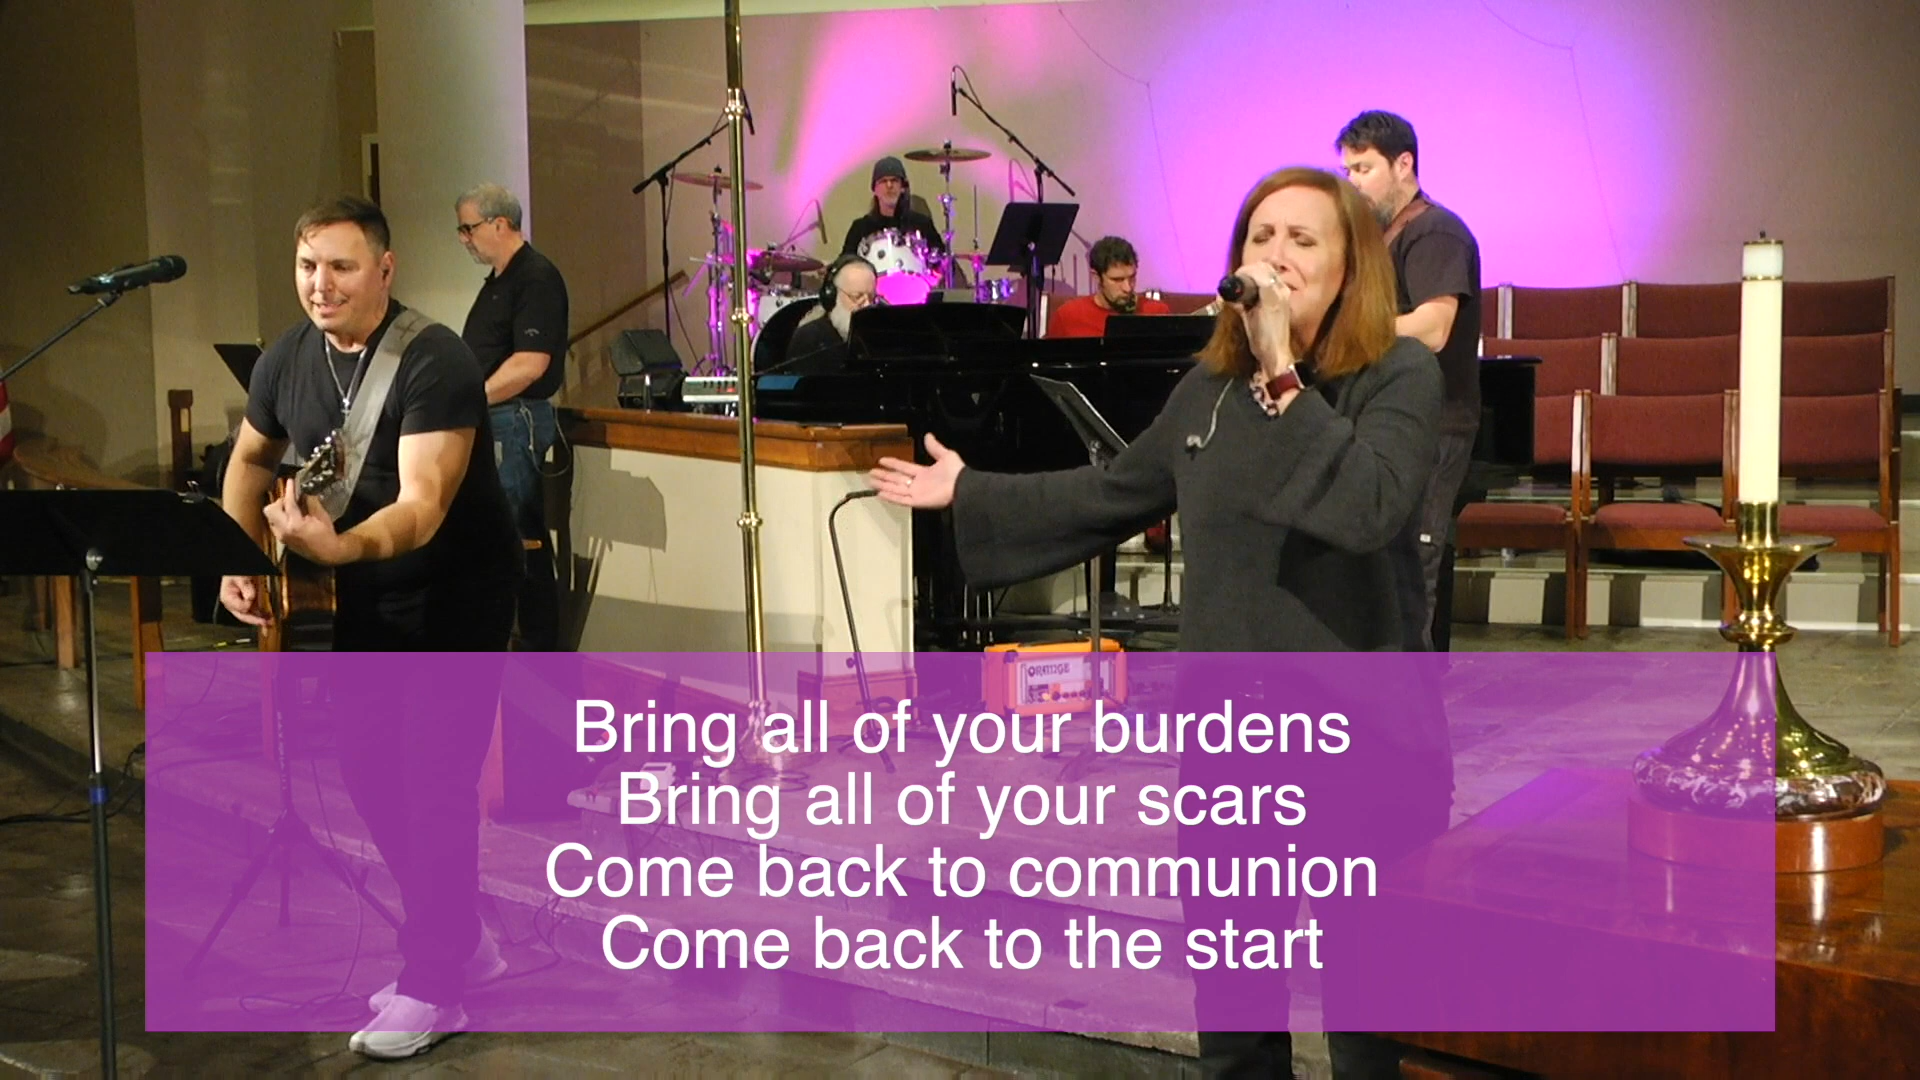 ORANGE
Bring all of your burdens
Bring all of your scars
Come back to communion
Come back to the start